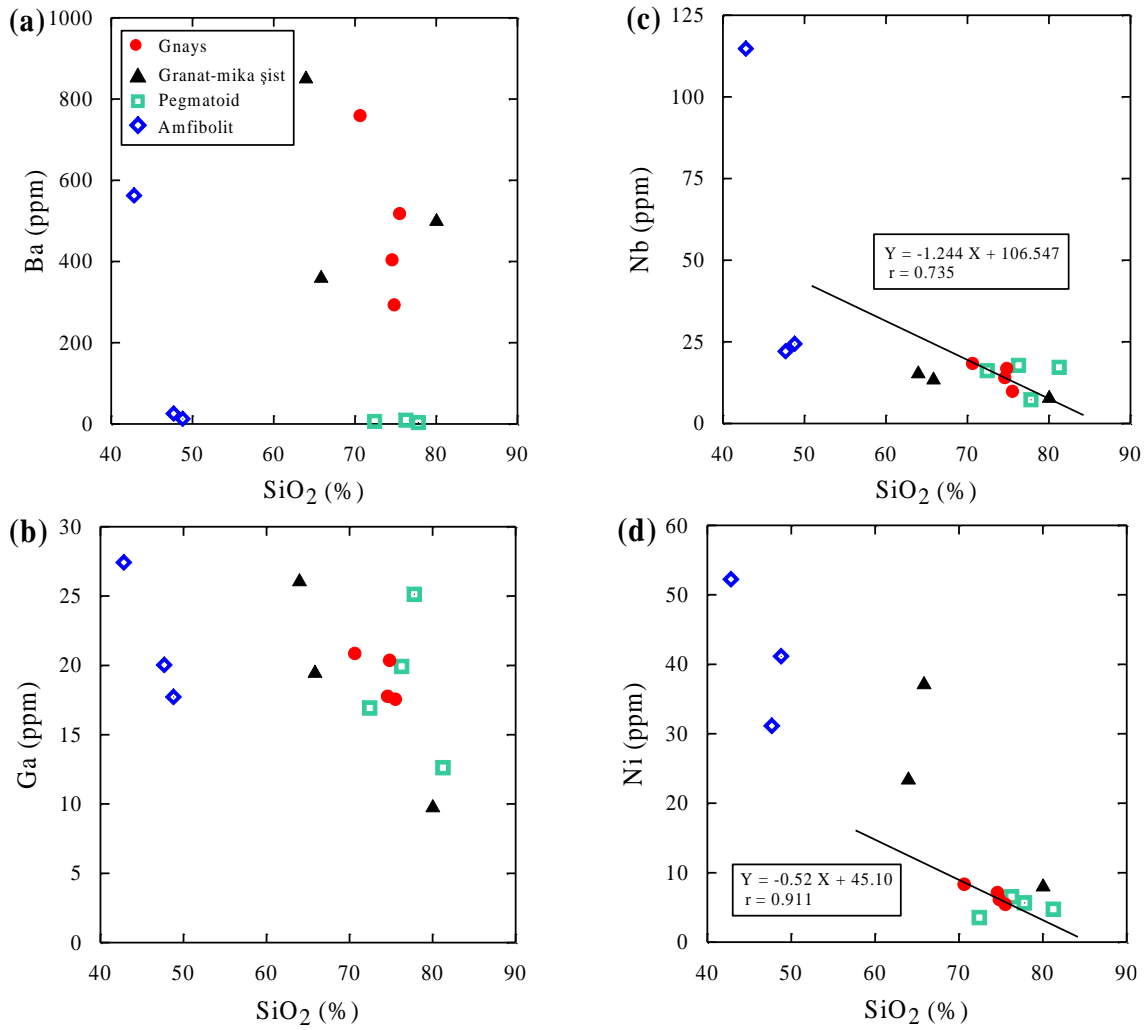 (a)
1000
800
600
400
200
0
Ba (ppm)
Gnays
Granat-mika şist
Pegmatoid
Amfibolit
40 50 60 70 80 90
SiO2 (%)
(c)
125
100
75
50
25
0
Nb (ppm)
Y = -1.244 X + 106.547
r = 0.735
40 50 60 70 80 90
SiO2 (%)
(b)
30
25
20
15
10
5
0
Ga (ppm)
40 50 60 70 80 90
SiO2 (%)
(d)
60
50
40
30
20
10
0
Ni (ppm)
Y = -0.52 X + 45.10
r = 0.911
40 50 60 70 80 90
SiO2 (%)